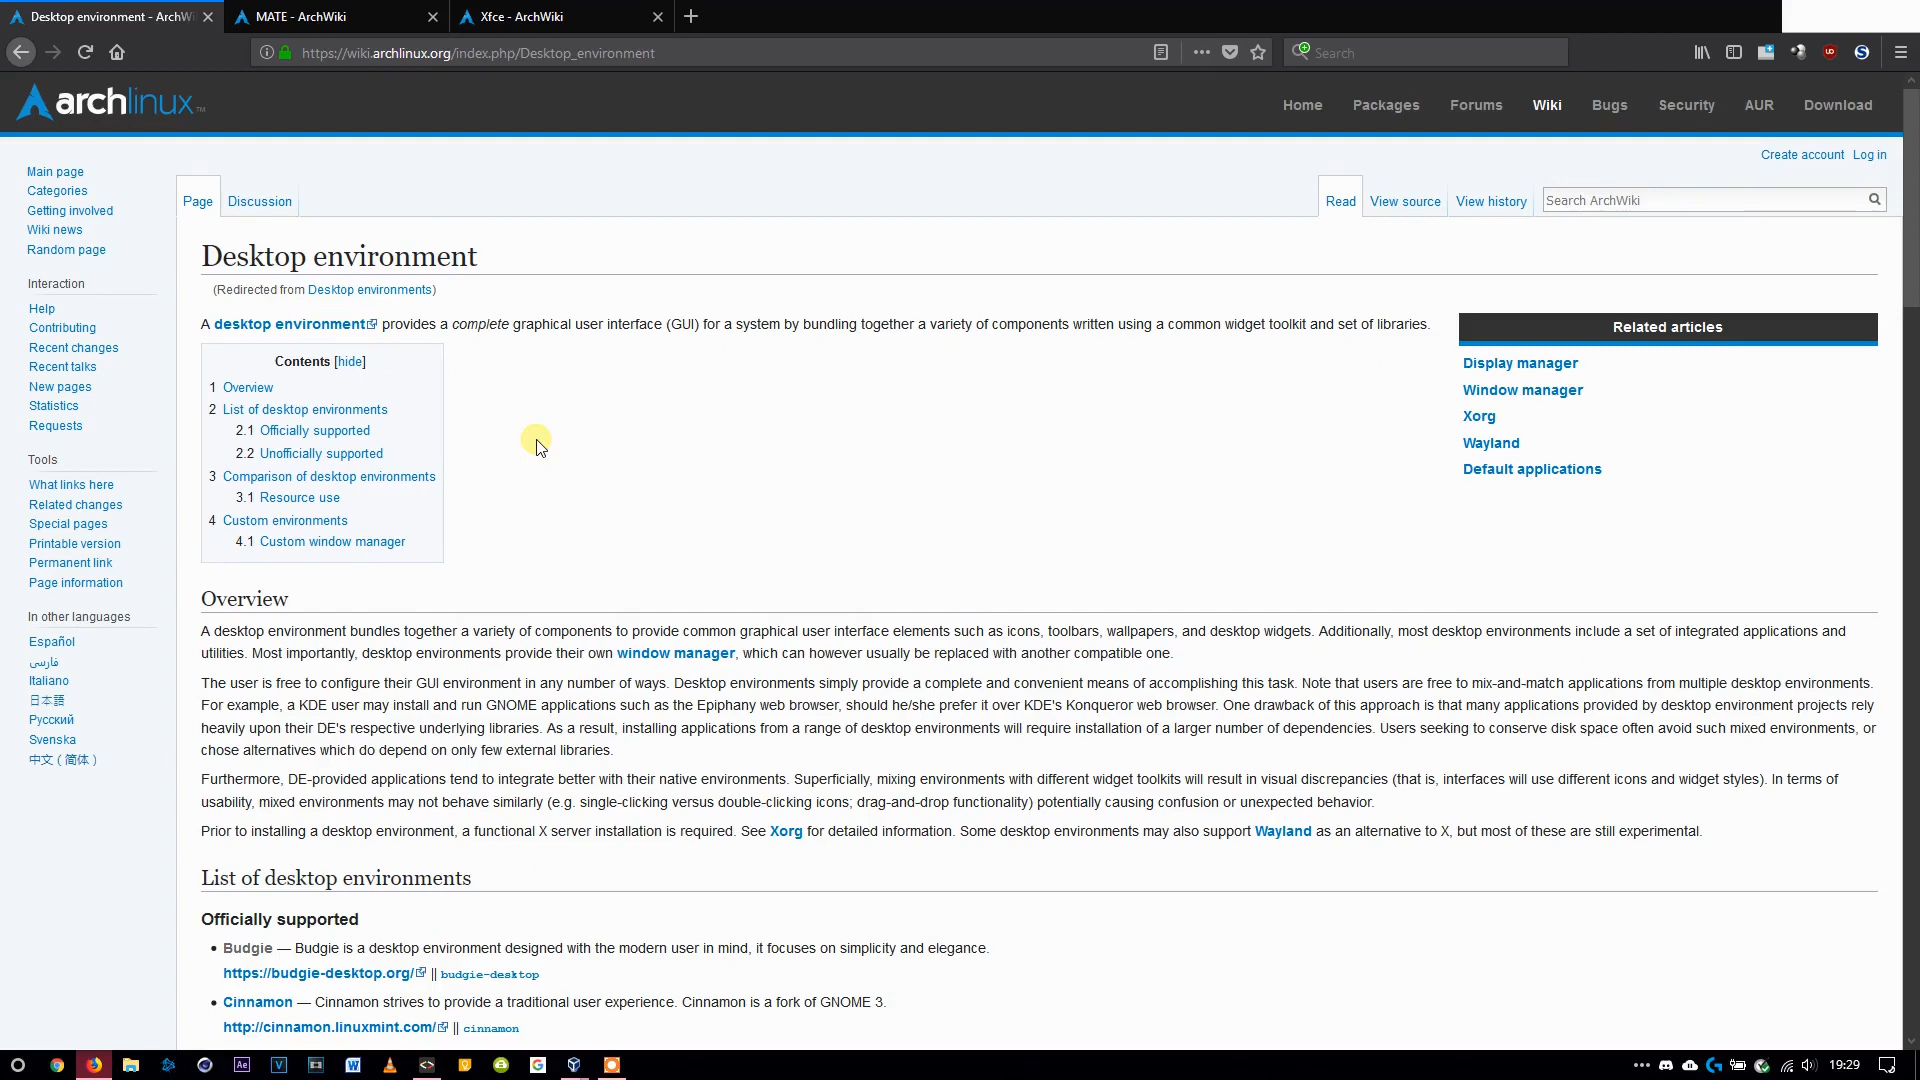 Desktop environment - ArchWi
MATE - ArchWiki
Xfce - ArchWiki
https://wiki.archlinux.org/index.php/Desktop_environment
Search
archlinux™
Home Packages Forums Wiki Bugs Security AUR Download
Create account Log in
Main page
Categories
Getting involved
Wiki news
Random page
Interaction
Help
Contributing
Recent changes
Recent talks
New pages
Statistics
Requests
Tools
What links here
Related changes
Special pages
Printable version
Permanent link
Page information
In other languages
Español
فارسی
Italiano
日本語
Русский
Svenska
中文（简体）
Page Discussion
Read View source View history Search ArchWiki
Desktop environment
(Redirected from Desktop environments)
A desktop environment provides a complete graphical user interface (GUI) for a system by bundling together a variety of components written using a common widget toolkit and set of libraries.
Related articles
Display manager
Window manager
Xorg
Wayland
Default applications
Contents [hide]
1 Overview
2 List of desktop environments
2.1 Officially supported
2.2 Unofficially supported
3 Comparison of desktop environments
3.1 Resource use
4 Custom environments
4.1 Custom window manager
Overview
A desktop environment bundles together a variety of components to provide common graphical user interface elements such as icons, toolbars, wallpapers, and desktop widgets. Additionally, most desktop environments include a set of integrated applications and
utilities. Most importantly, desktop environments provide their own window manager, which can however usually be replaced with another compatible one.
The user is free to configure their GUI environment in any number of ways. Desktop environments simply provide a complete and convenient means of accomplishing this task. Note that users are free to mix-and-match applications from multiple desktop environments.
For example, a KDE user may install and run GNOME applications such as the Epiphany web browser, should he/she prefer it over KDE's Konqueror web browser. One drawback of this approach is that many applications provided by desktop environment projects rely
heavily upon their DE's respective underlying libraries. As a result, installing applications from a range of desktop environments will require installation of a larger number of dependencies. Users seeking to conserve disk space often avoid such mixed environments, or
chose alternatives which do depend on only few external libraries.
Furthermore, DE-provided applications tend to integrate better with their native environments. Superficially, mixing environments with different widget toolkits will result in visual discrepancies (that is, interfaces will use different icons and widget styles). In terms of
usability, mixed environments may not behave similarly (e.g. single-clicking versus double-clicking icons; drag-and-drop functionality) potentially causing confusion or unexpected behavior.
Prior to installing a desktop environment, a functional X server installation is required. See Xorg for detailed information. Some desktop environments may also support Wayland as an alternative to X, but most of these are still experimental.
List of desktop environments
Officially supported
• Budgie — Budgie is a desktop environment designed with the modern user in mind, it focuses on simplicity and elegance.
https://budgie-desktop.org/ || budgie-desktop
• Cinnamon — Cinnamon strives to provide a traditional user experience. Cinnamon is a fork of GNOME 3.
http://cinnamon.linuxmint.com/ || cinnamon
19:29